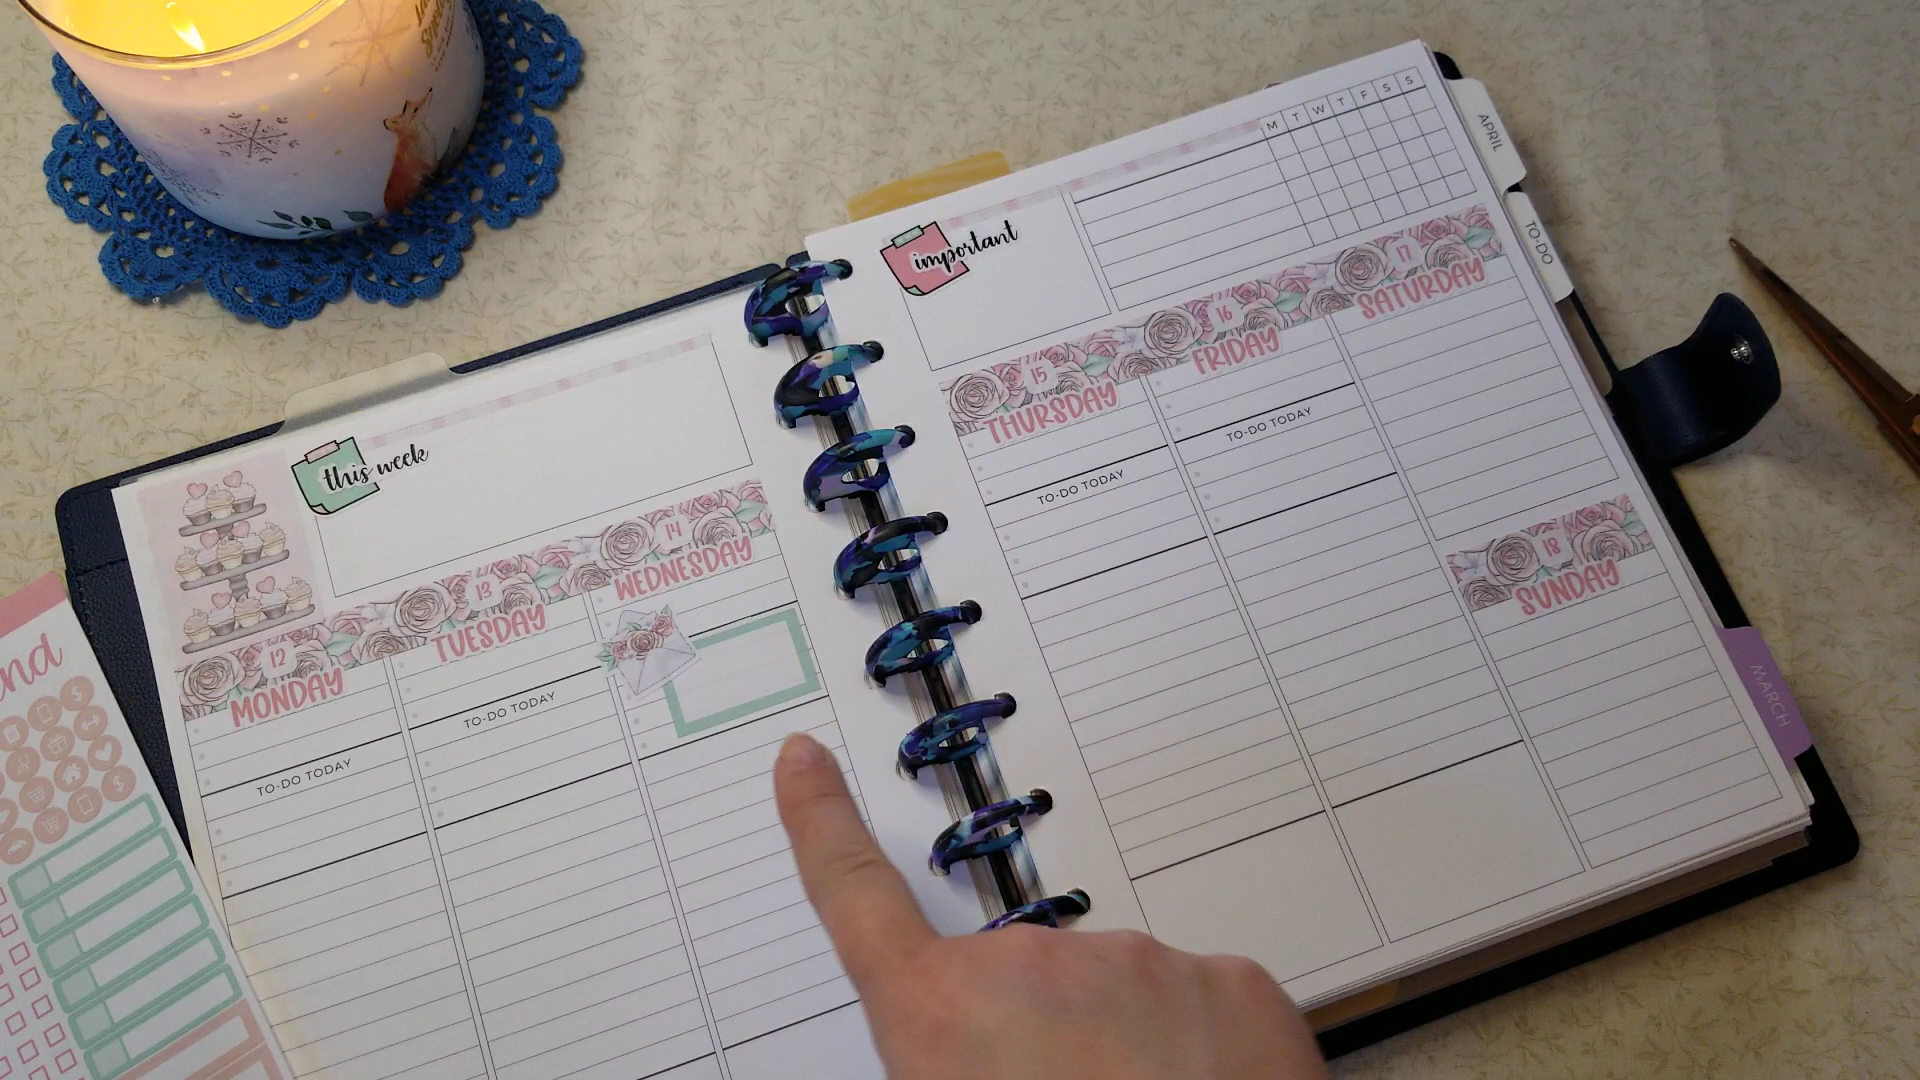 this week
12
MONDAY
TO-DO TODAY
13
TUESDAY
TO-DO TODAY
14
WEDNESDAY
important
M T W T F S S
15
THURSDAY
TO-DO TODAY
16
FRIDAY
TO-DO TODAY
17
SATURDAY
18
SUNDAY
APRIL
TO-DO
MARCH